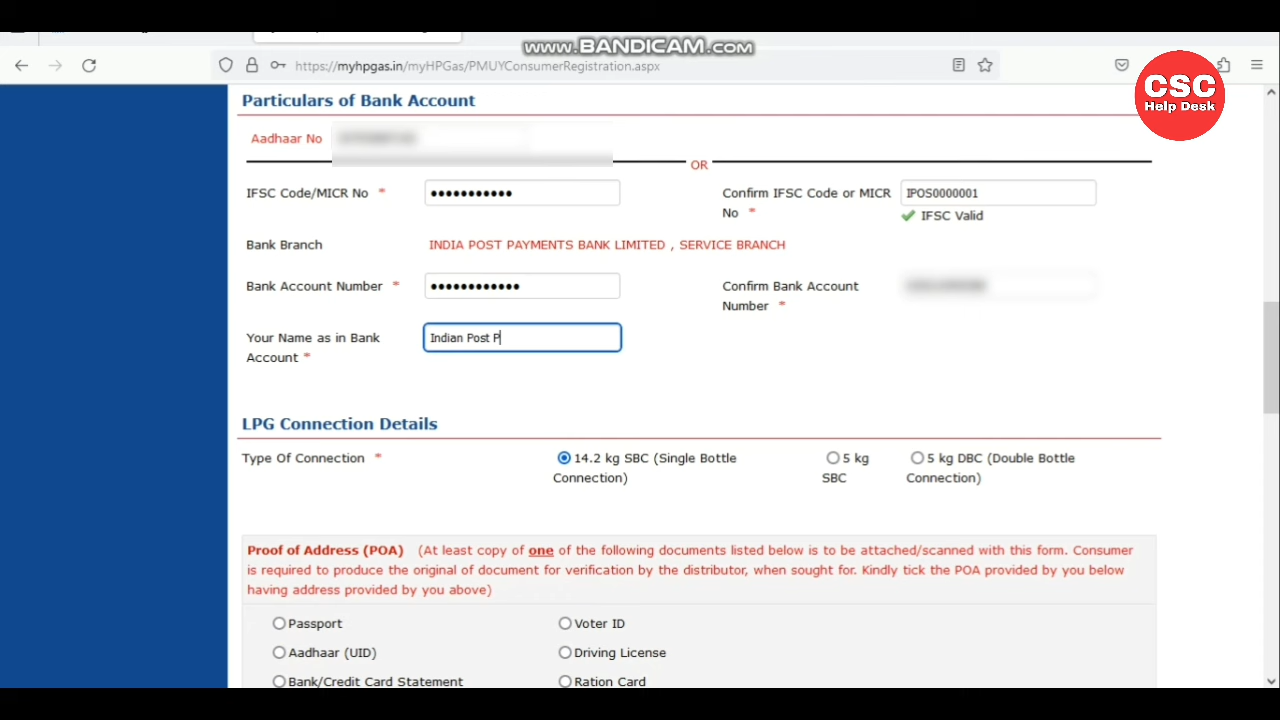 www.BANDICAM.com
https://myhpgas.in/myHPGas/PMUYConsumerRegistration.aspx
CSC
Help Desk
Particulars of Bank Account
Aadhaar No
OR
IFSC Code/MICR No *
Confirm IFSC Code or MICR No *
IPOS0000001
IFSC Valid
Bank Branch
INDIA POST PAYMENTS BANK LIMITED , SERVICE BRANCH
Bank Account Number *
Confirm Bank Account
Number *
Your Name as in Bank
Account *
Indian Post P
LPG Connection Details
Type Of Connection *
14.2 kg SBC (Single Bottle
Connection)
5 kg
SBC
5 kg DBC (Double Bottle
Connection)
Proof of Address (POA) (At least copy of one of the following documents listed below is to be attached/scanned with this form. Consumer
is required to produce the original of document for verification by the distributor, when sought for. Kindly tick the POA provided by you below
having address provided by you above)
Passport
Voter ID
Aadhaar (UID)
Driving License
Bank/Credit Card Statement
Ration Card